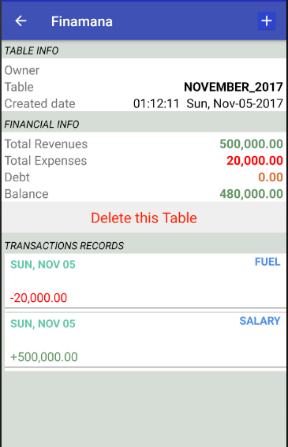 Finamana
TABLE INFO
Owner
Table NOVEMBER_2017
Created date 01:12:11 Sun, Nov-05-2017
FINANCIAL INFO
Total Revenues 500,000.00
Total Expenses 20,000.00
Debt 0.00
Balance 480,000.00
Delete this Table
TRANSACTIONS RECORDS
SUN, NOV 05 FUEL
-20,000.00
SUN, NOV 05 SALARY
+500,000.00